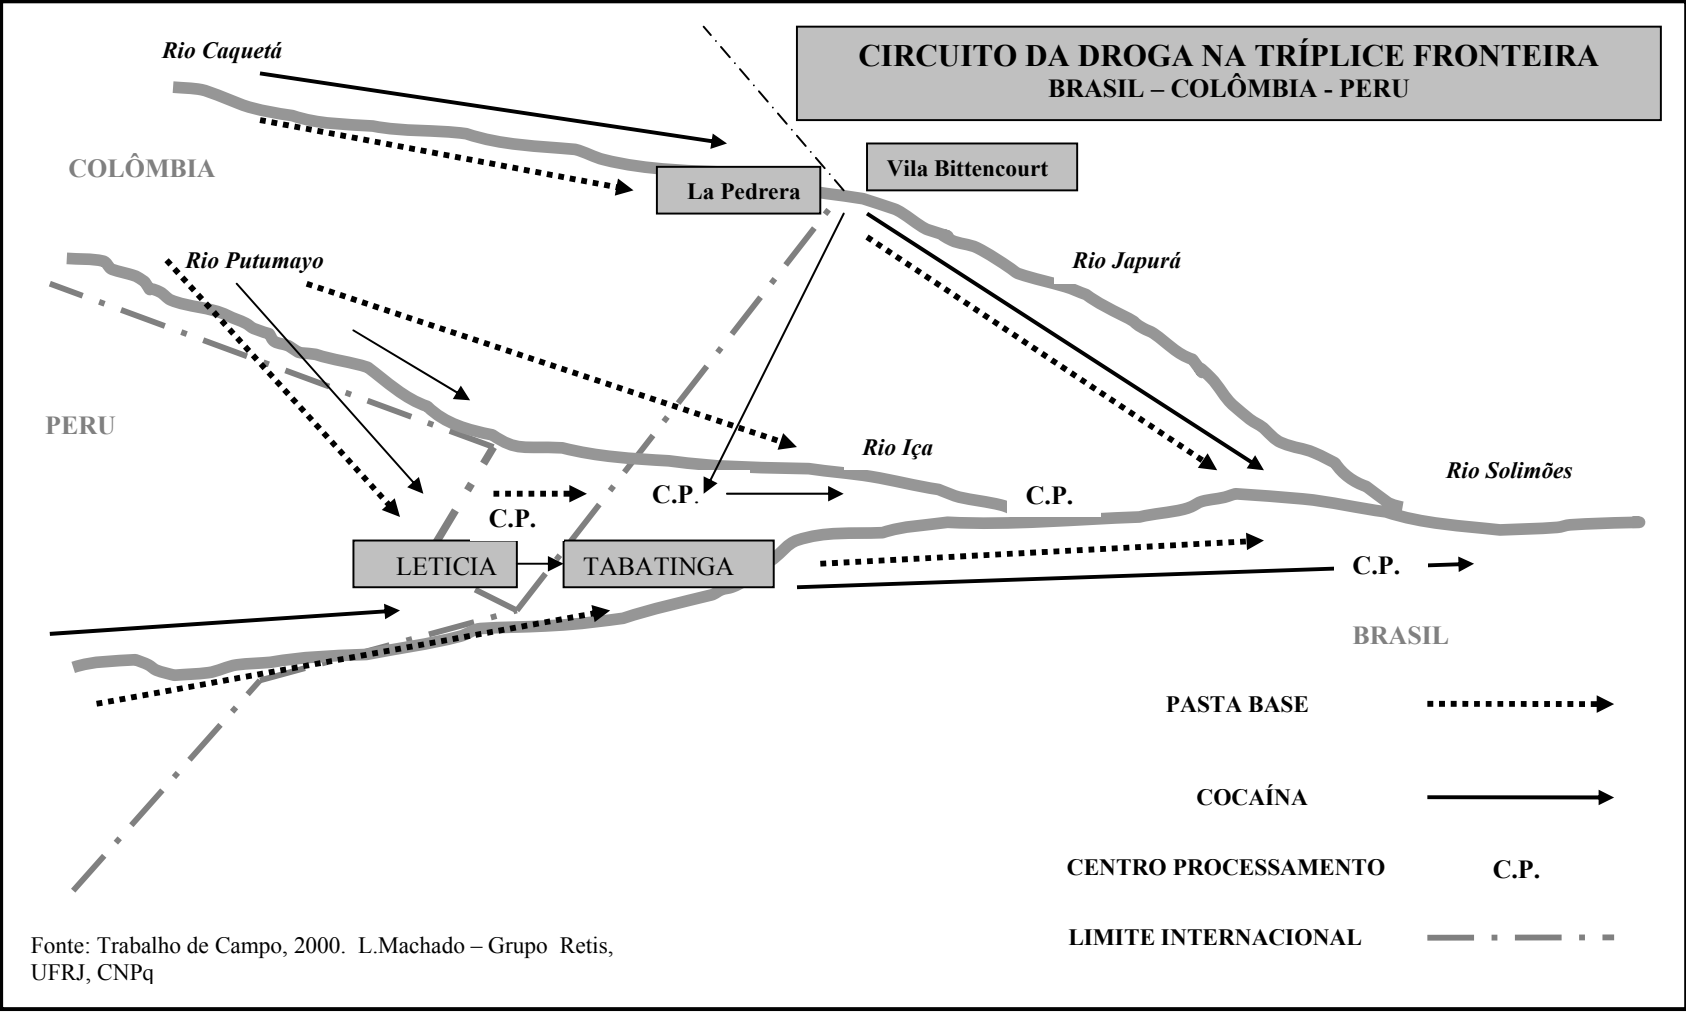 CIRCUITO DA DROGA NA TRÍPLICE FRONTEIRA
BRASIL – COLÔMBIA - PERU
Rio Caquetá
COLÔMBIA
La Pedrera
Vila Bittencourt
Rio Putumayo
Rio Japurá
PERU
Rio Iça
Rio Solimões
C.P.
C.P.
C.P.
LETICIA
TABATINGA
C.P.
BRASIL
PASTA BASE
COCAÍNA
CENTRO PROCESSAMENTO
C.P.
LIMITE INTERNACIONAL
Fonte: Trabalho de Campo, 2000. L.Machado – Grupo Retis,
UFRJ, CNPq